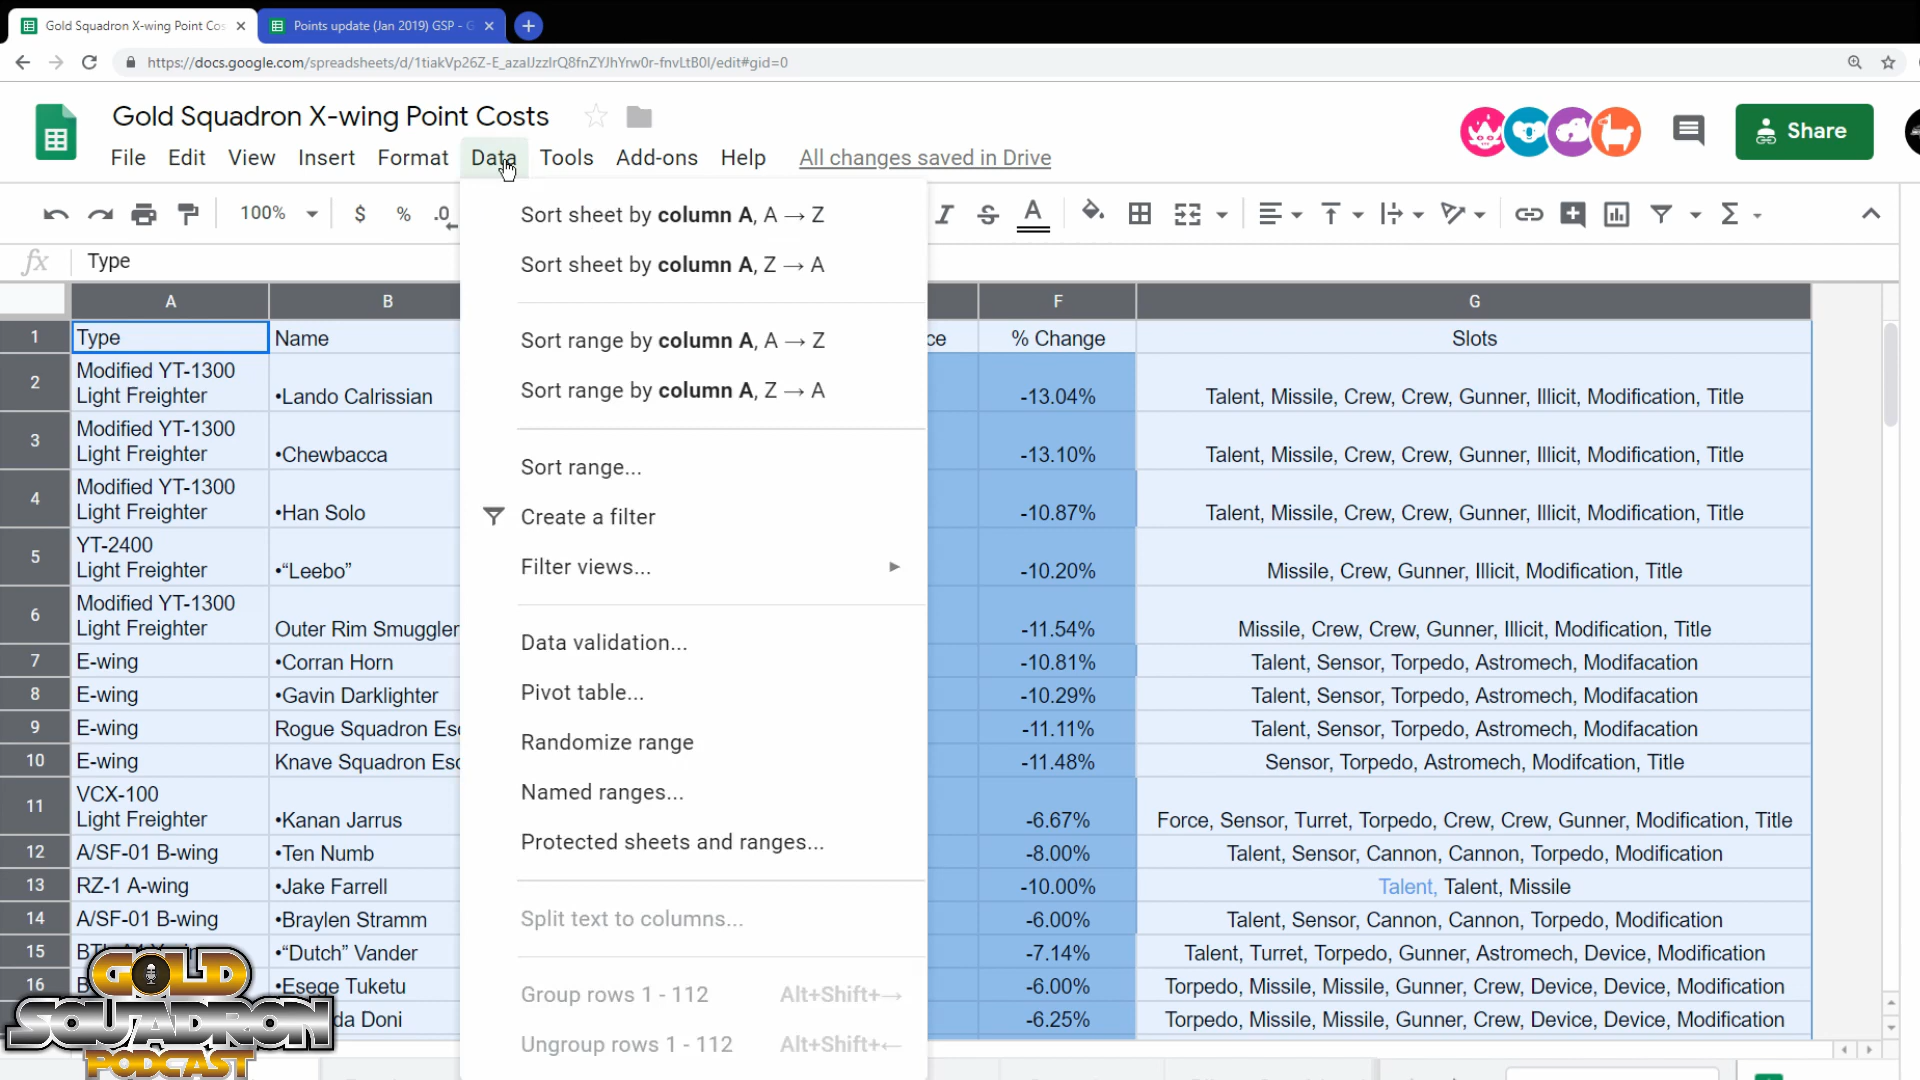 Gold Squadron X-wing Point Cos
Points update (Jan 2019) GSP - G
https://docs.google.com/spreadsheets/d/1tiakVp26Z-E_azaIJzzIrQ8fnZYJhYrw0r-fnvLtB0I/edit#gid=0
Gold Squadron X-wing Point Costs
Share
File Edit View Insert Format Data Tools Add-ons Help All changes saved in Drive
100% $ % .0
fx Type
A B F G
1 Type Name ce % Change Slots
2 Modified YT-1300
Light Freighter •Lando Calrissian -13.04% Talent, Missile, Crew, Crew, Gunner, Illicit, Modification, Title
3 Modified YT-1300
Light Freighter •Chewbacca -13.10% Talent, Missile, Crew, Crew, Gunner, Illicit, Modification, Title
4 Modified YT-1300
Light Freighter •Han Solo -10.87% Talent, Missile, Crew, Crew, Gunner, Illicit, Modification, Title
5 YT-2400
Light Freighter •“Leebo” -10.20% Missile, Crew, Gunner, Illicit, Modification, Title
6 Modified YT-1300
Light Freighter Outer Rim Smuggler -11.54% Missile, Crew, Crew, Gunner, Illicit, Modification, Title
7 E-wing •Corran Horn -10.81% Talent, Sensor, Torpedo, Astromech, Modifacation
8 E-wing •Gavin Darklighter -10.29% Talent, Sensor, Torpedo, Astromech, Modifacation
9 E-wing Rogue Squadron Esc -11.11% Talent, Sensor, Torpedo, Astromech, Modifacation
10 E-wing Knave Squadron Esc -11.48% Sensor, Torpedo, Astromech, Modifcation, Title
11 VCX-100
Light Freighter •Kanan Jarrus -6.67% Force, Sensor, Turret, Torpedo, Crew, Crew, Gunner, Modification, Title
12 A/SF-01 B-wing •Ten Numb -8.00% Talent, Sensor, Cannon, Cannon, Torpedo, Modification
13 RZ-1 A-wing •Jake Farrell -10.00% Talent, Talent, Missile
14 A/SF-01 B-wing •Braylen Stramm -6.00% Talent, Sensor, Cannon, Cannon, Torpedo, Modification
15 •“Dutch” Vander -7.14% Talent, Turret, Torpedo, Gunner, Astromech, Device, Modification
16 •Esege Tuketu -6.00% Torpedo, Missile, Missile, Gunner, Crew, Device, Device, Modification
da Doni -6.25% Torpedo, Missile, Missile, Gunner, Crew, Device, Device, Modification
Sort sheet by column A, A → Z
Sort sheet by column A, Z → A
Sort range by column A, A → Z
Sort range by column A, Z → A
Sort range...
Create a filter
Filter views...
Data validation...
Pivot table...
Randomize range
Named ranges...
Protected sheets and ranges...
Split text to columns...
Group rows 1 - 112 Alt+Shift+→
Ungroup rows 1 - 112 Alt+Shift+←
GOLD
SQUADRON
PODCAST